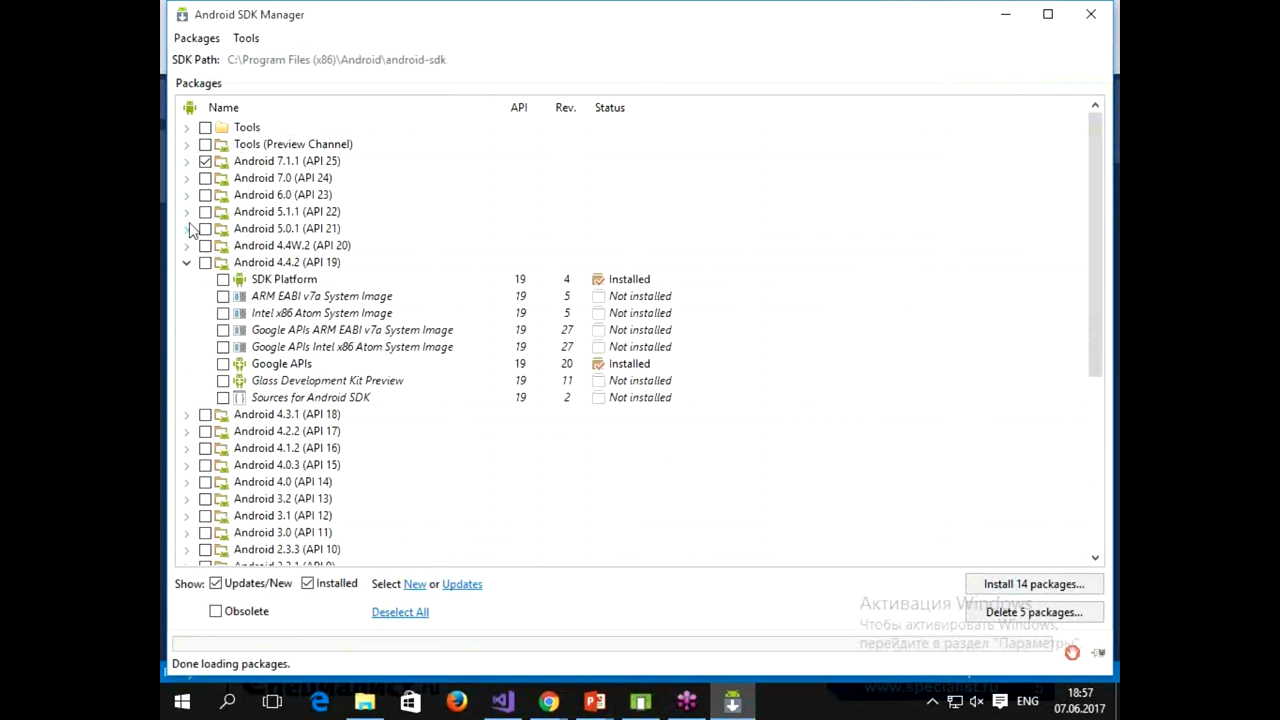 Android SDK Manager
Packages Tools
SDK Path: C:\Program Files (x86)\Android\android-sdk
Packages
Name API Rev. Status
Tools
Tools (Preview Channel)
Android 7.1.1 (API 25)
Android 7.0 (API 24)
Android 6.0 (API 23)
Android 5.1.1 (API 22)
Android 5.0.1 (API 21)
Android 4.4W.2 (API 20)
Android 4.4.2 (API 19)
SDK Platform 19 4 Installed
ARM EABI v7a System Image 19 5 Not installed
Intel x86 Atom System Image 19 5 Not installed
Google APIs ARM EABI v7a System Image 19 27 Not installed
Google APIs Intel x86 Atom System Image 19 27 Not installed
Google APIs 19 20 Installed
Glass Development Kit Preview 19 11 Not installed
Sources for Android SDK 19 2 Not installed
Android 4.3.1 (API 18)
Android 4.2.2 (API 17)
Android 4.1.2 (API 16)
Android 4.0.3 (API 15)
Android 4.0 (API 14)
Android 3.2 (API 13)
Android 3.1 (API 12)
Android 3.0 (API 11)
Android 2.3.3 (API 10)
Show: Updates/New Installed Select New or Updates Install 14 packages...
Obsolete Deselect All Delete 5 packages...
Активация Windows
Чтобы активировать Windows,
перейдите в раздел "Параметры".
Done loading packages.
www.specialist.ru
18:57
ENG
07.06.2017